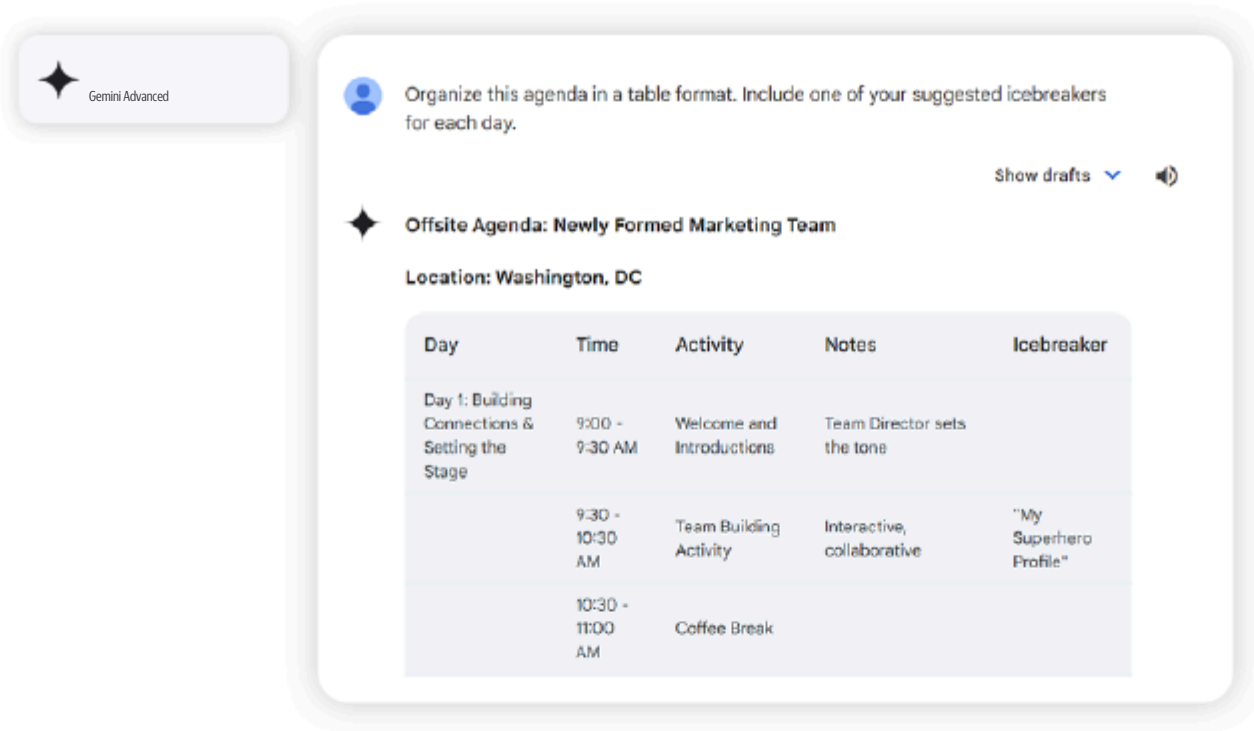 Gemini Advanced
Organize this agenda in a table format. Include one of your suggested icebreakers
for each day.
Show drafts
Offsite Agenda: Newly Formed Marketing Team
Location: Washington, DC
Day Time Activity Notes Icebreaker
Day 1: Building
Connections &
Setting the
Stage
9:00 -
9:30 AM
Welcome and
Introductions
Team Director sets
the tone
9:30 -
10:30
AM
Team Building
Activity
Interactive,
collaborative
"My
Superhero
Profile"
10:30 -
11:00
AM
Coffee Break